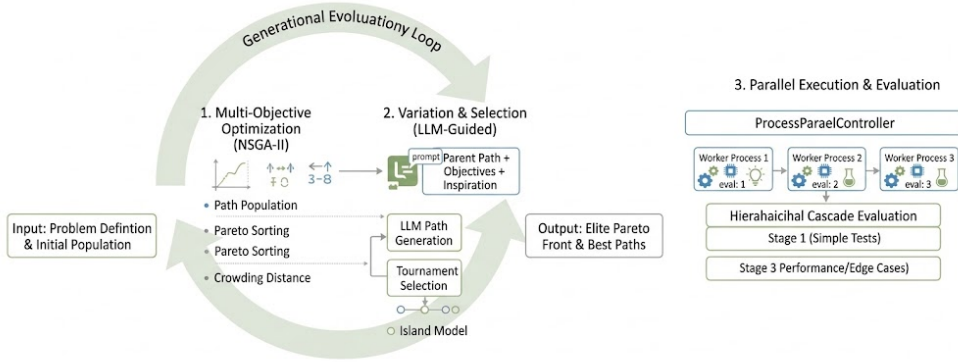 Generational Evoluationy Loop
1. Multi-Objective
Optimization
(NSGA-II)
3-8
Path Population
Pareto Sorting
Pareto Sorting
Crowding Distance
2. Variation & Selection
(LLM-Guided)
prompt
Parent Path +
Objectives +
Inspiration
LLM Path
Generation
Tournament
Selection
Island Model
Input: Problem Defintion
& Initial Population
Output: Elite Pareto
Front & Best Paths
3. Parallel Execution & Evaluation
ProcessParaelController
Worker Process 1
eval: 1
Worker Process 2
eval: 2
Worker Process 3
eval: 3
Hierahaicihal Cascade Evaluation
Stage 1 (Simple Tests)
Stage 3 Performance/Edge Cases)